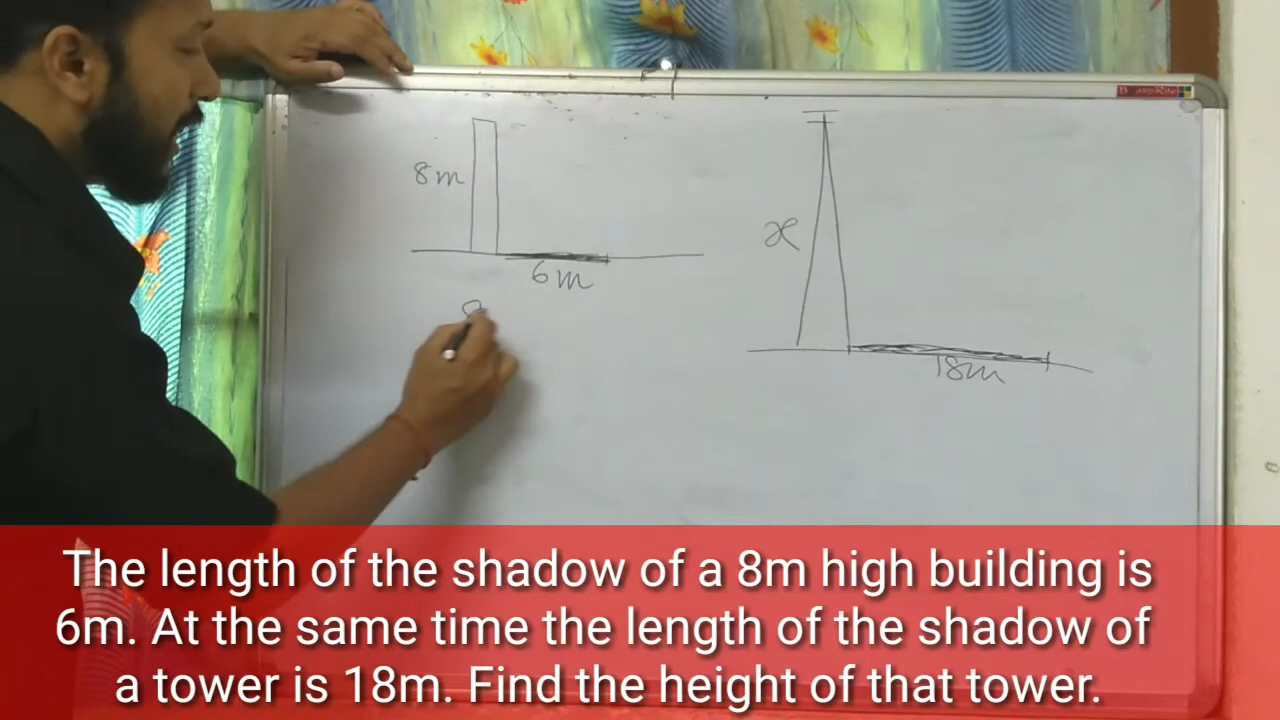 8m
6m
x
18m
The length of the shadow of a 8m high building is
6m. At the same time the length of the shadow of
a tower is 18m. Find the height of that tower.